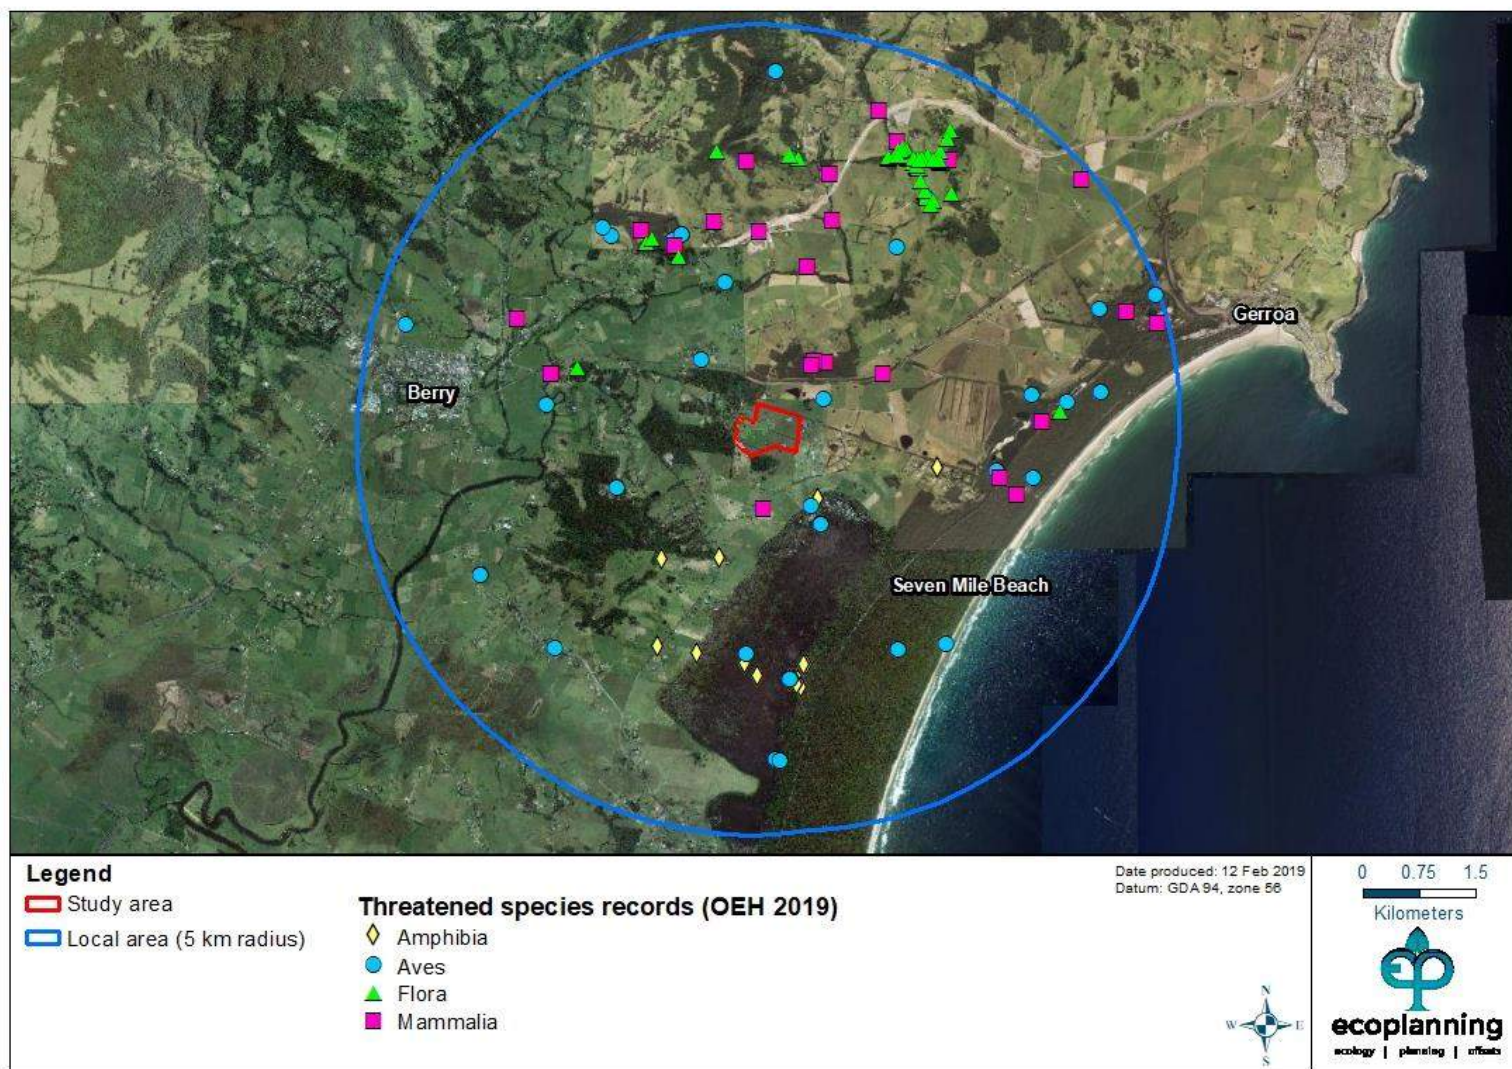 Gerroa
Berry
Seven Mile Beach
Legend
Study area
Local area (5 km radius)
Threatened species records (OEH 2019)
Amphibia
Aves
Flora
Mammalia
Date produced: 12 Feb 2019
Datum: GDA 94, zone 56
0 0.75 1.5
Kilometers
N
W E
S
ep
ecoplanning
ecology | planning | offsets